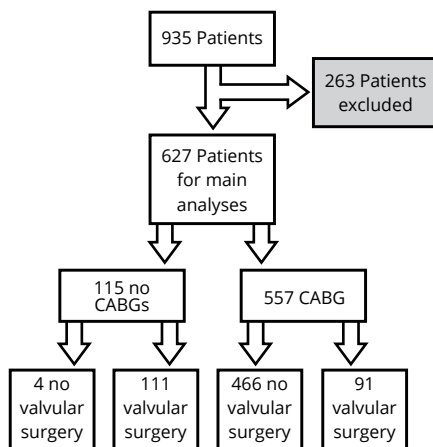 935 Patients
263 Patients
excluded
627 Patients
for main
analyses
115 no
CABGs
557 CABG
4 no
valvular
surgery
111
valvular
surgery
466 no
valvular
surgery
91
valvular
surgery